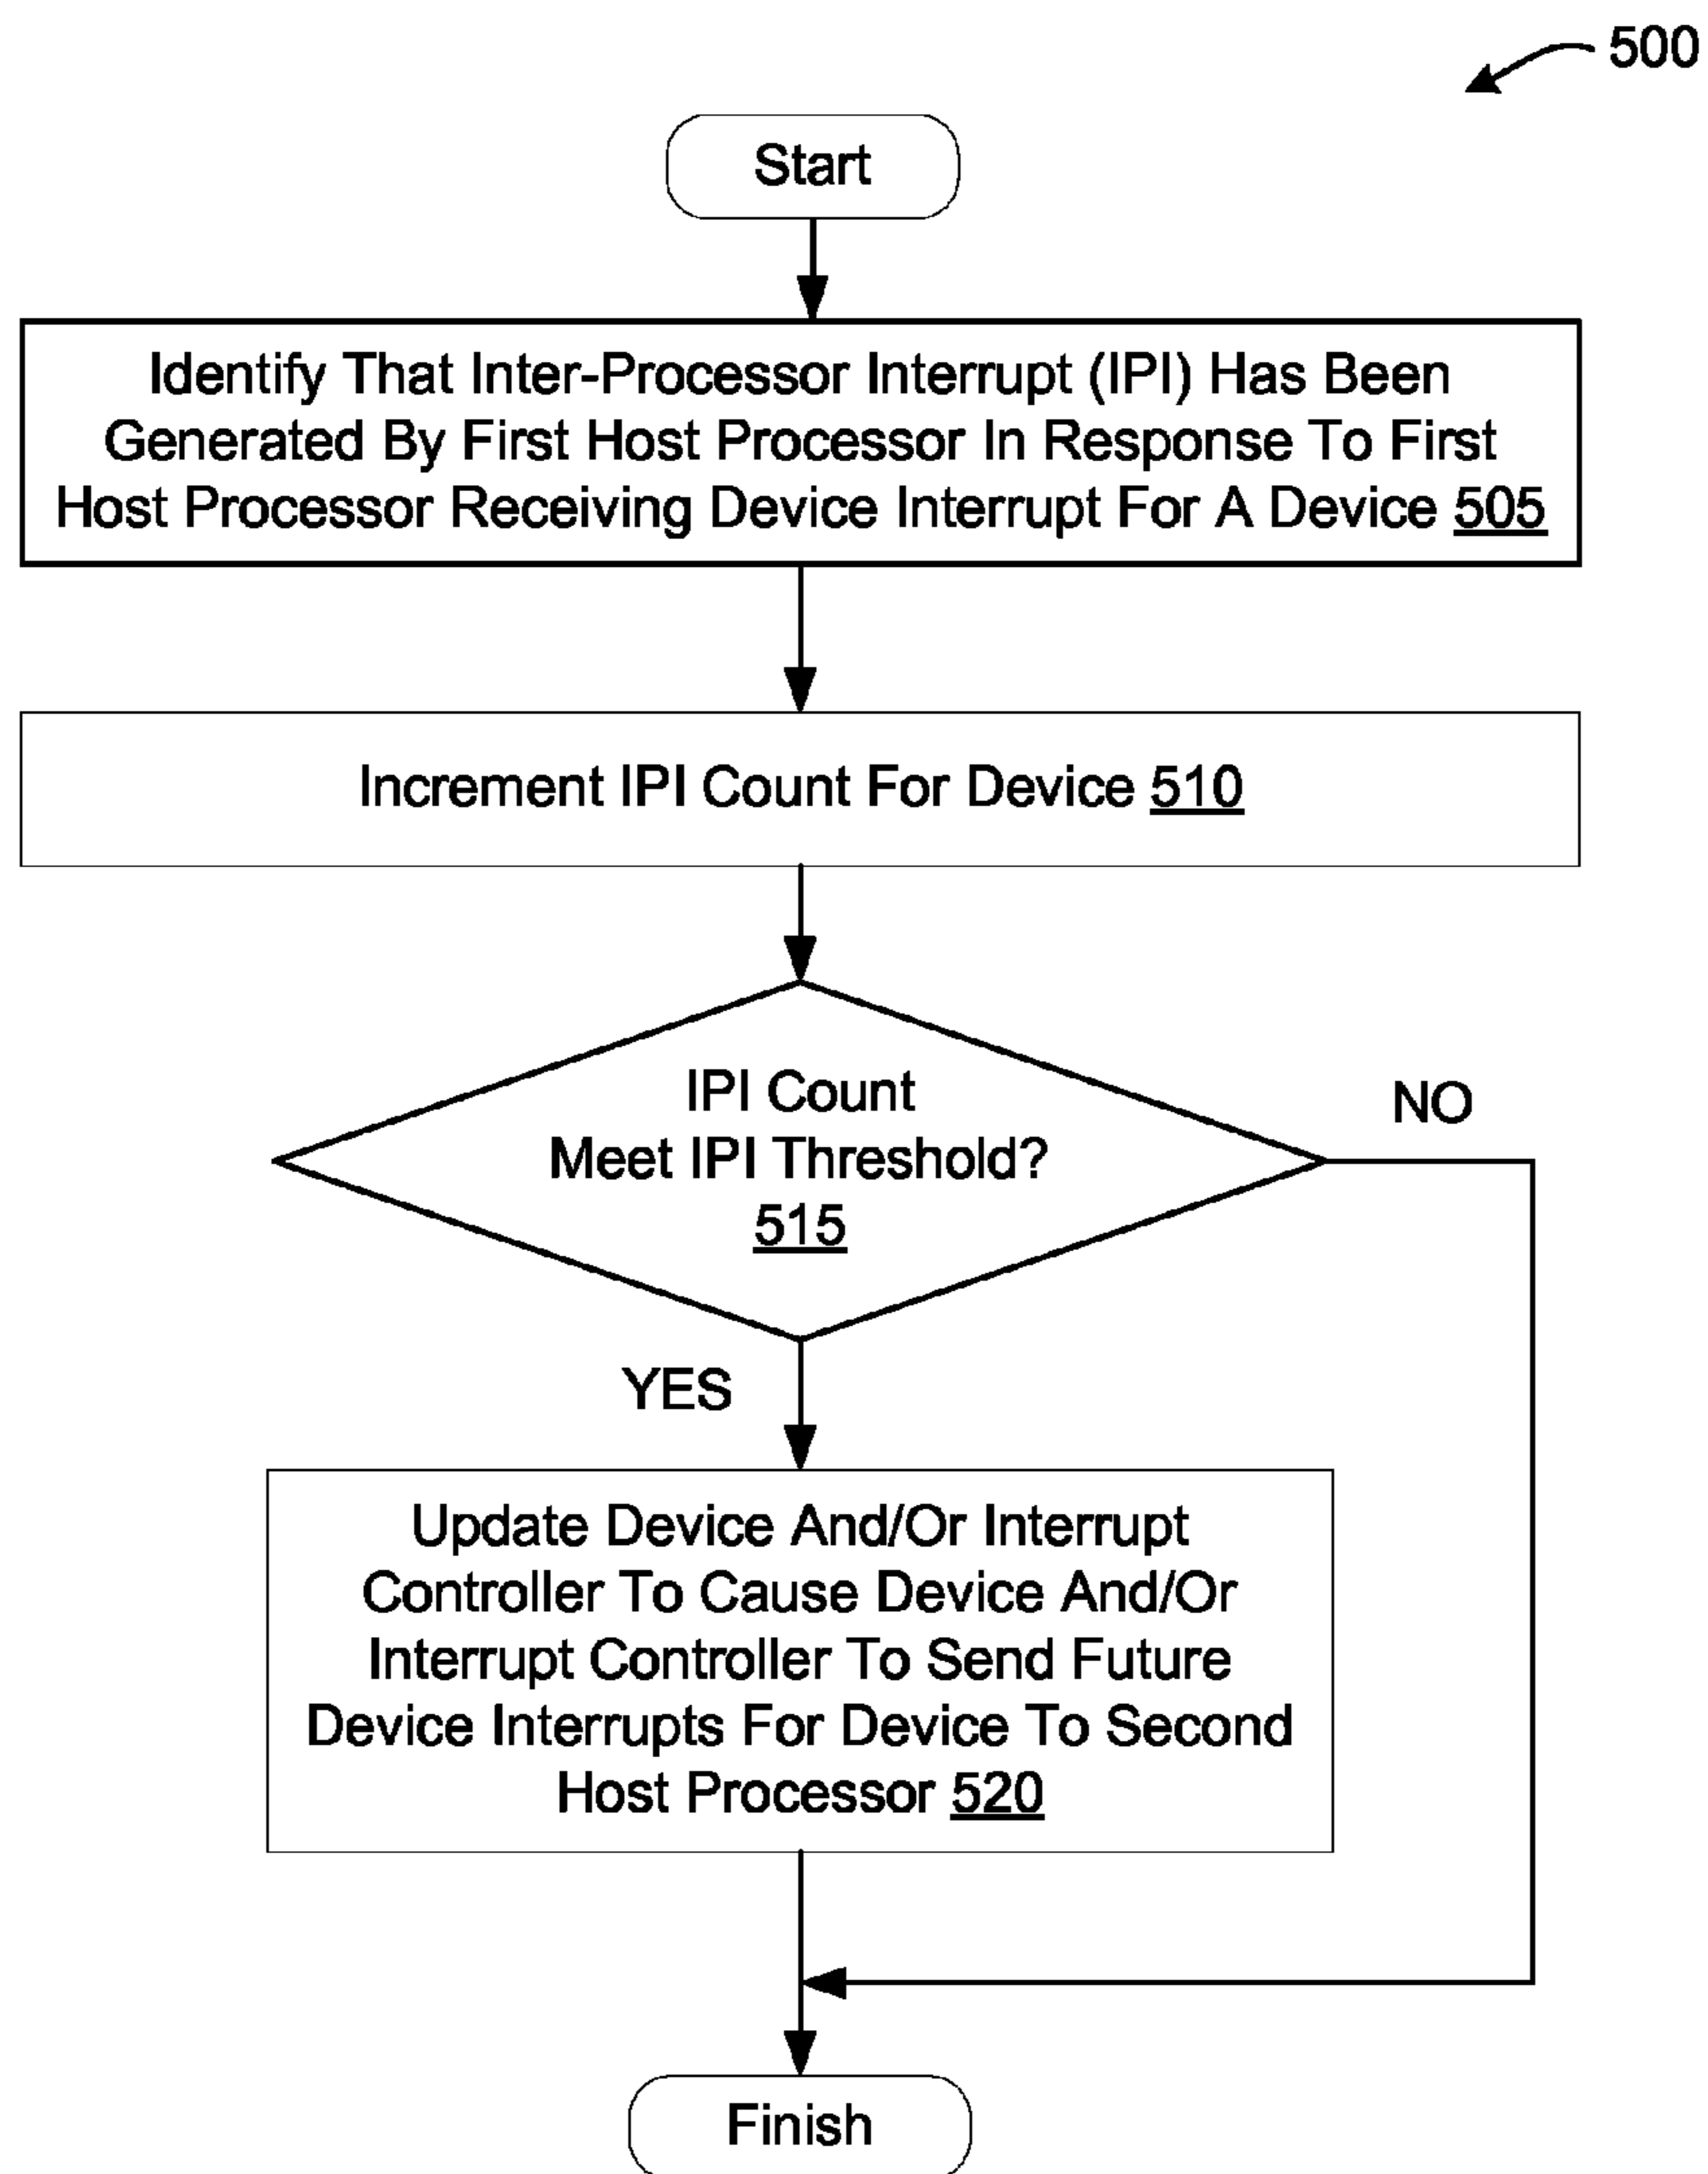 500
Start
Identify That Inter-Processor Interrupt (IPI) Has Been
Generated By First Host Processor In Response To First
Host Processor Receiving Device Interrupt For A Device 505
Increment IPI Count For Device 510
IPI Count
Meet IPI Threshold?
515
NO
YES
Update Device And/Or Interrupt
Controller To Cause Device And/Or
Interrupt Controller To Send Future
Device Interrupts For Device To Second
Host Processor 520
Finish